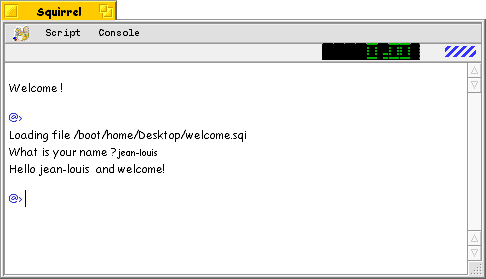 Squirrel
Script Console
0.00
Welcome !
@>
Loading file /boot/home/Desktop/welcome.sqi
What is your name ?jean-louis
Hello jean-louis  and welcome!
@>